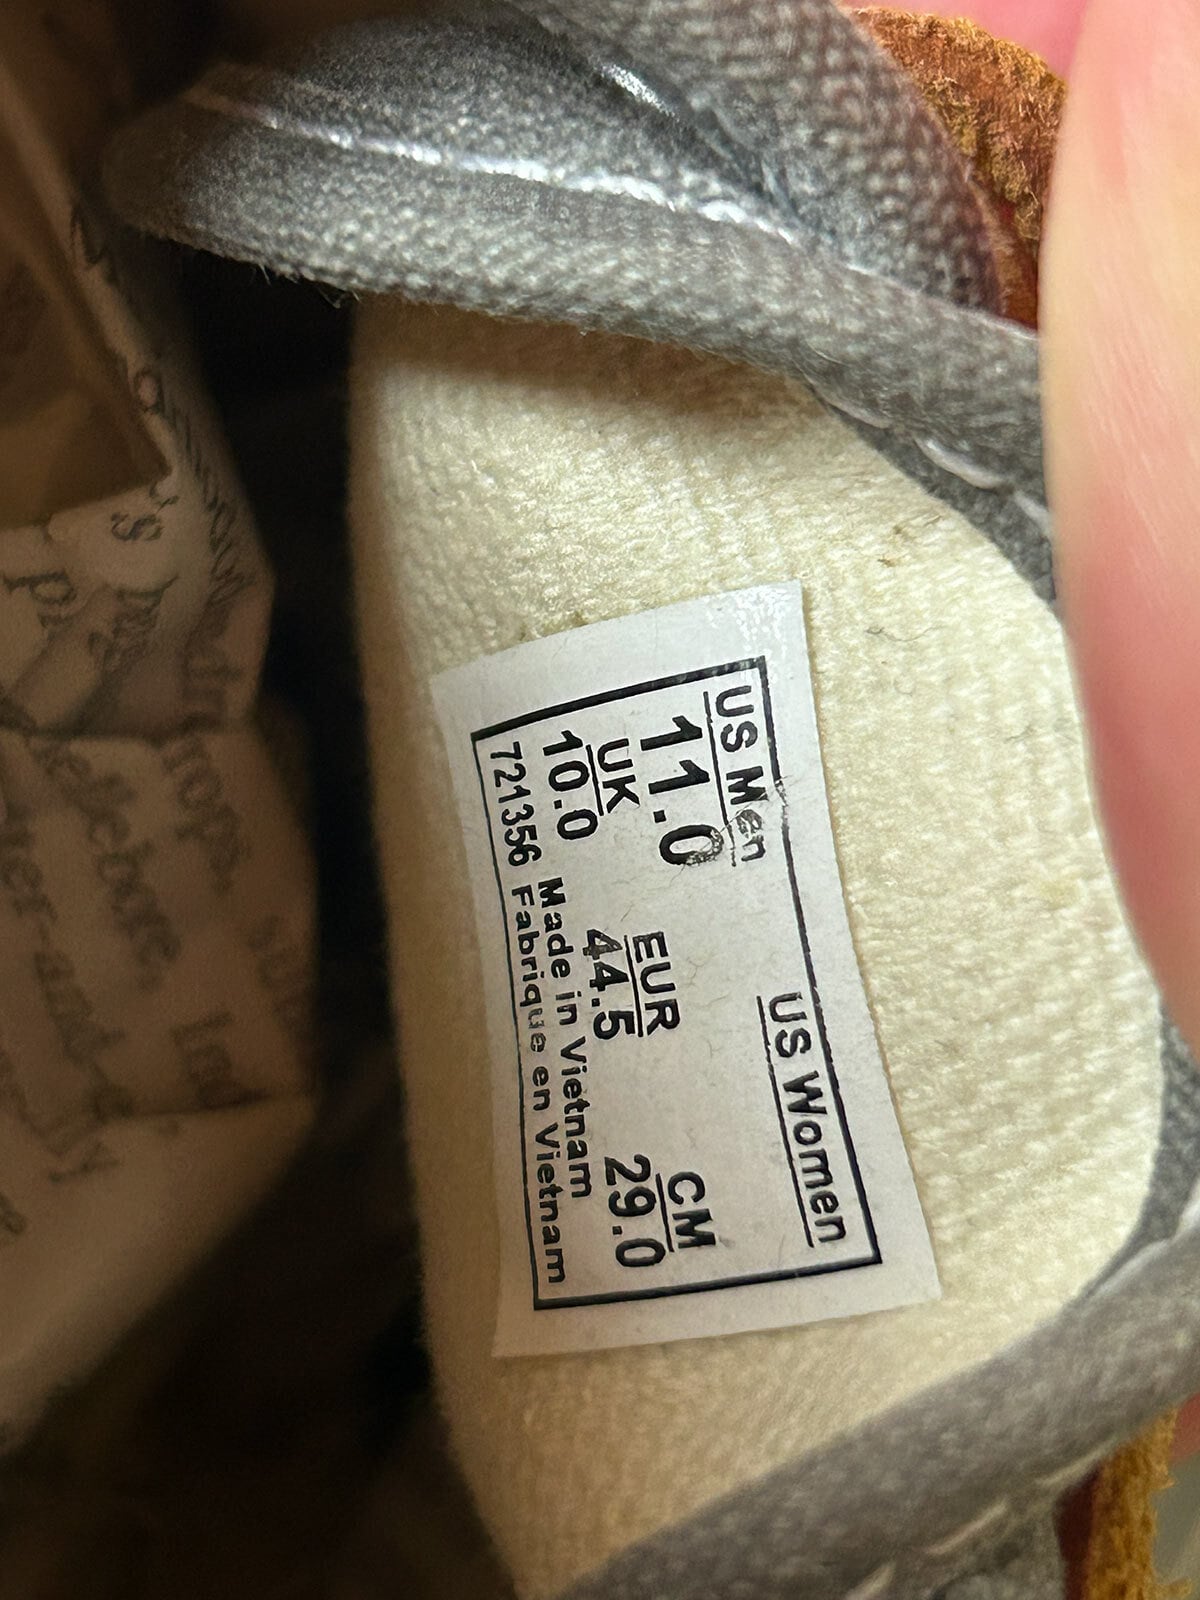 US Men US Women
11.0
UK EUR CM
10.0 44.5 29.0
Made in Vietnam
721356 Fabrique en Vietnam